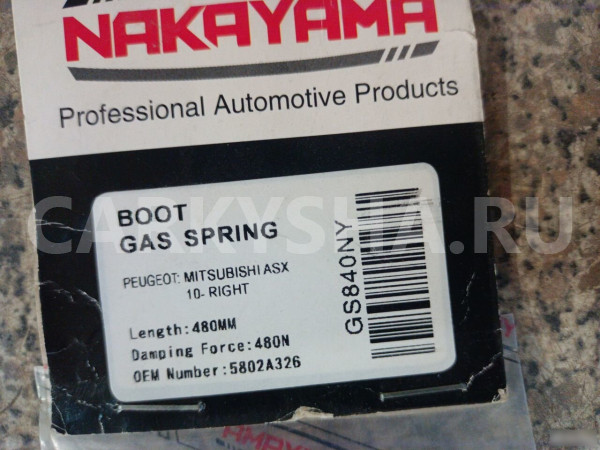 NAKAYAMA
Professional Automotive Products
BOOT
GAS SPRING
PEUGEOT: MITSUBISHI ASX
10- RIGHT
Length:480MM
Damping Force:480N
OEM Number:5802A326
GS840NY
CARKYSHA.RU